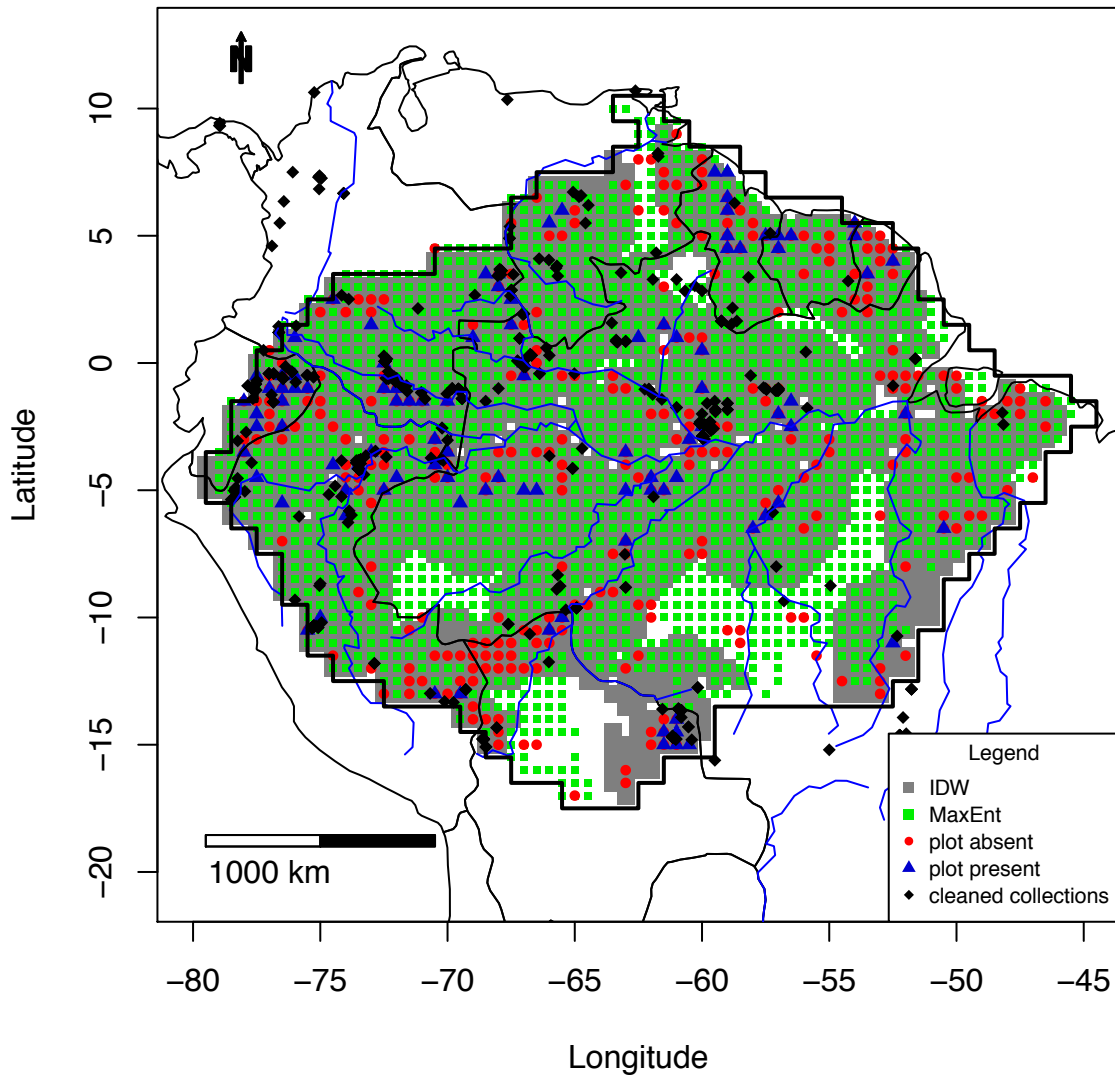 N
10
5
0
−5
−10
−15
−20
Latitude
1000 km
Legend
IDW
MaxEnt
plot absent
plot present
cleaned collections
−80
−75
−70
−65
−60
−55
−50
−45
Longitude